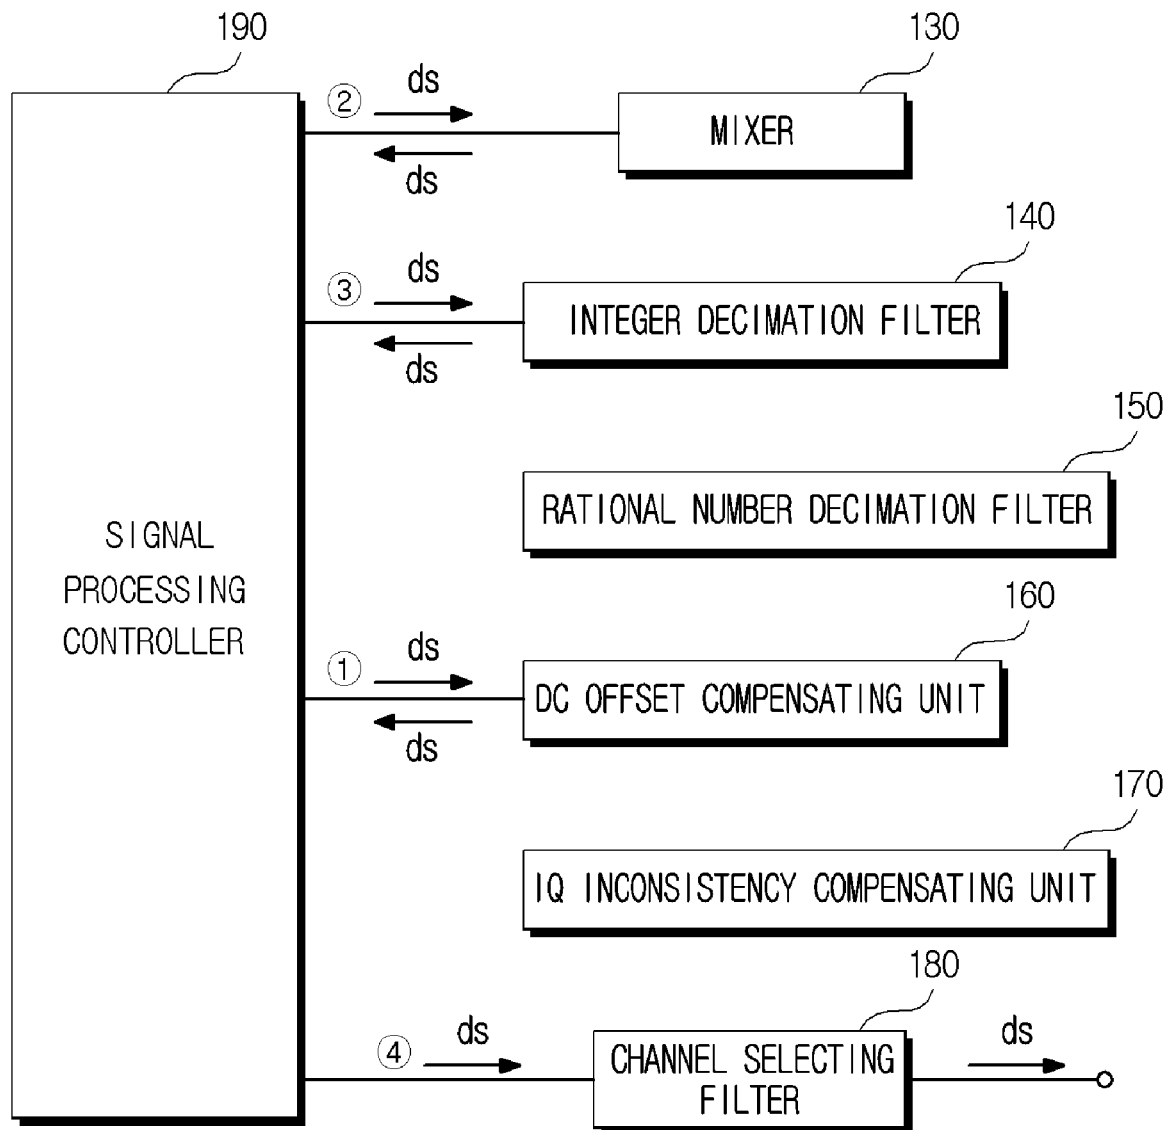 190
130
② ds
MIXER
ds
140
③ ds
INTEGER DECIMATION FILTER
ds
150
RATIONAL NUMBER DECIMATION FILTER
SIGNAL
PROCESSING
CONTROLLER
160
① ds
DC OFFSET COMPENSATING UNIT
ds
170
IQ INCONSISTENCY COMPENSATING UNIT
180
④ ds
CHANNEL SELECTING
FILTER
ds